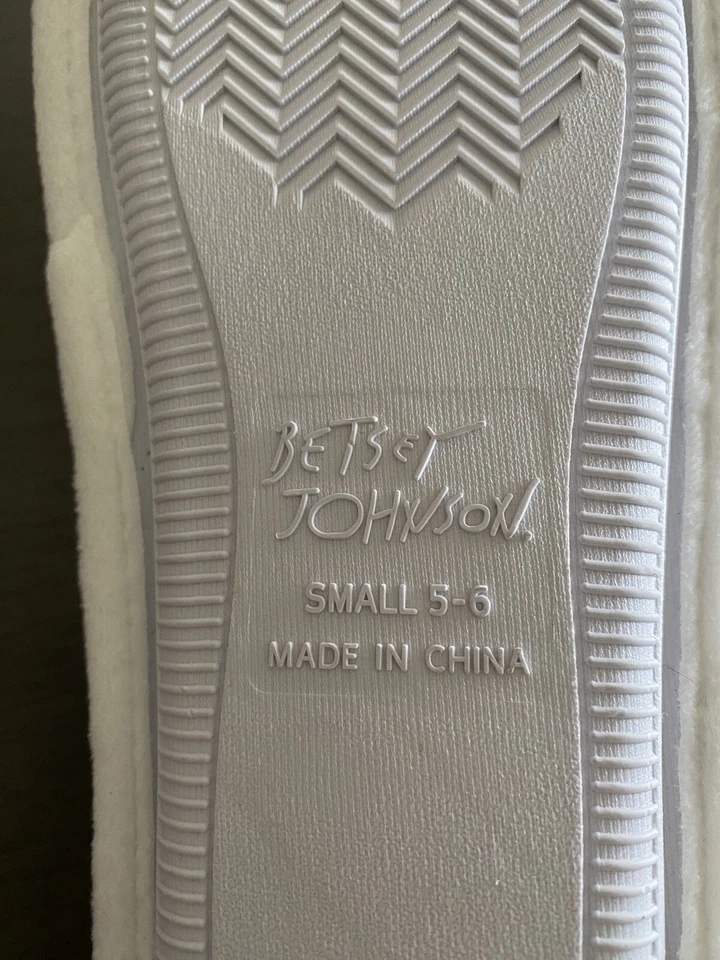 BETSEY
JOHNSON.
SMALL 5-6
MADE IN CHINA